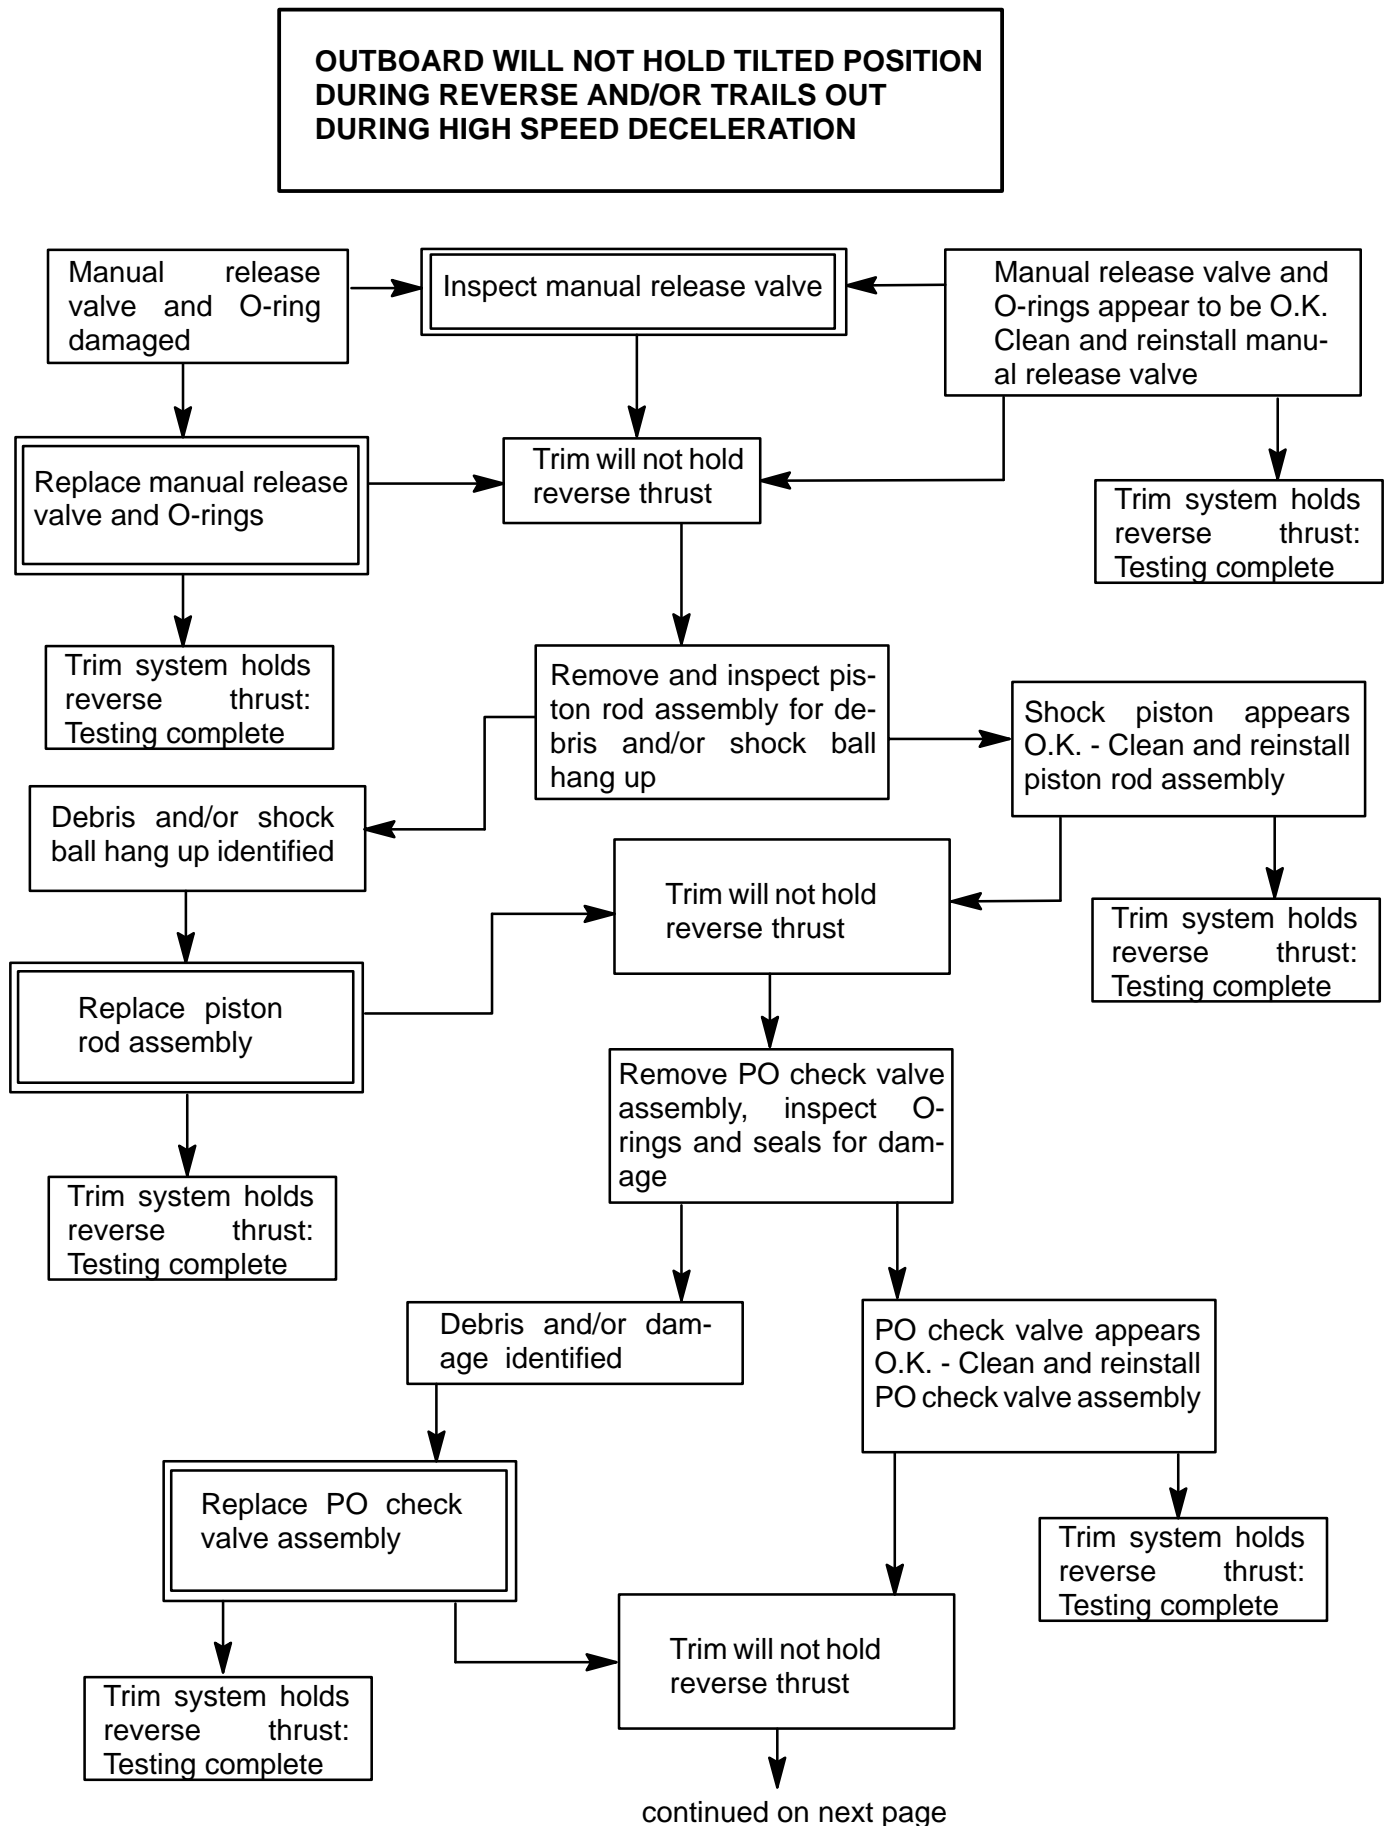 OUTBOARD WILL NOT HOLD TILTED POSITION
DURING REVERSE AND/OR TRAILS OUT
DURING HIGH SPEED DECELERATION
Manual release
valve and O-ring
damaged
Inspect manual release valve
Manual release valve and
O-rings appear to be O.K.
Clean and reinstall manu-
al release valve
Replace manual release
valve and O-rings
Trim will not hold
reverse thrust
Trim system holds
reverse thrust:
Testing complete
Trim system holds
reverse thrust:
Testing complete
Remove and inspect pis-
ton rod assembly for de-
bris and/or shock ball
hang up
Shock piston appears
O.K. - Clean and reinstall
piston rod assembly
Debris and/or shock
ball hang up identified
Trim will not hold
reverse thrust
Trim system holds
reverse thrust:
Testing complete
Replace piston
rod assembly
Remove PO check valve
assembly, inspect O-
rings and seals for dam-
age
Trim system holds
reverse thrust:
Testing complete
Debris and/or dam-
age identified
PO check valve appears
O.K. - Clean and reinstall
PO check valve assembly
Replace PO check
valve assembly
Trim system holds
reverse thrust:
Testing complete
Trim will not hold
reverse thrust
Trim system holds
reverse thrust:
Testing complete
continued on next page